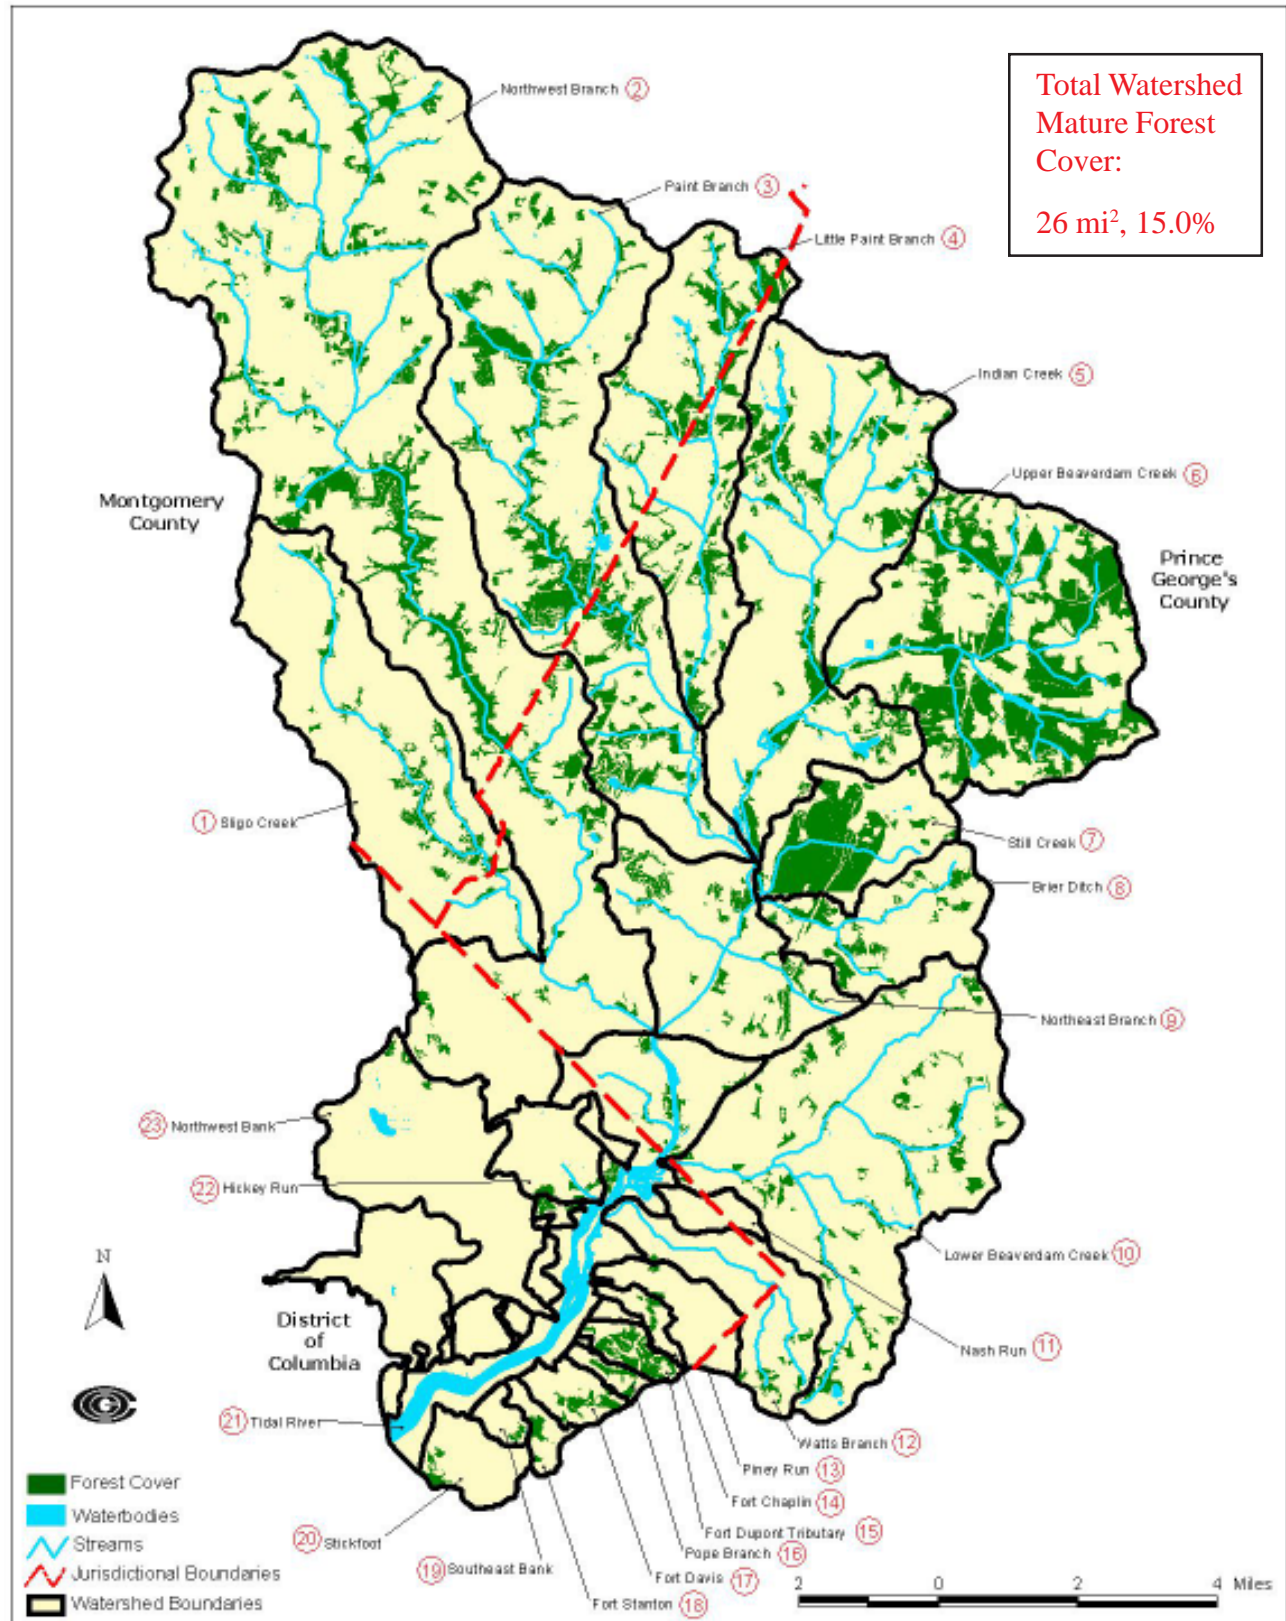 Total Watershed
Mature Forest
Cover:
26 mi², 15.0%
Northwest Branch 2
Paint Branch 3
Little Paint Branch 4
Indian Creek 5
Upper Beaverdam Creek 6
Montgomery
County
Prince
George's
County
1 Sligo Creek
Still Creek 7
Brier Ditch 8
Northeast Branch 9
23 Northwest Bank
22 Hickey Run
Lower Beaverdam Creek 10
N
District
of
Columbia
Nash Run 11
21 Tidal River
Watts Branch 12
Piney Run 13
Fort Chaplin 14
Fort Dupont Tributary 15
Pope Branch 16
Fort Davis 17
Fort Stanton 18
19 Southeast Bank
20 Stickfoot
Forest Cover
Waterbodies
Streams
Jurisdictional Boundaries
Watershed Boundaries
2 0 2 4 Miles